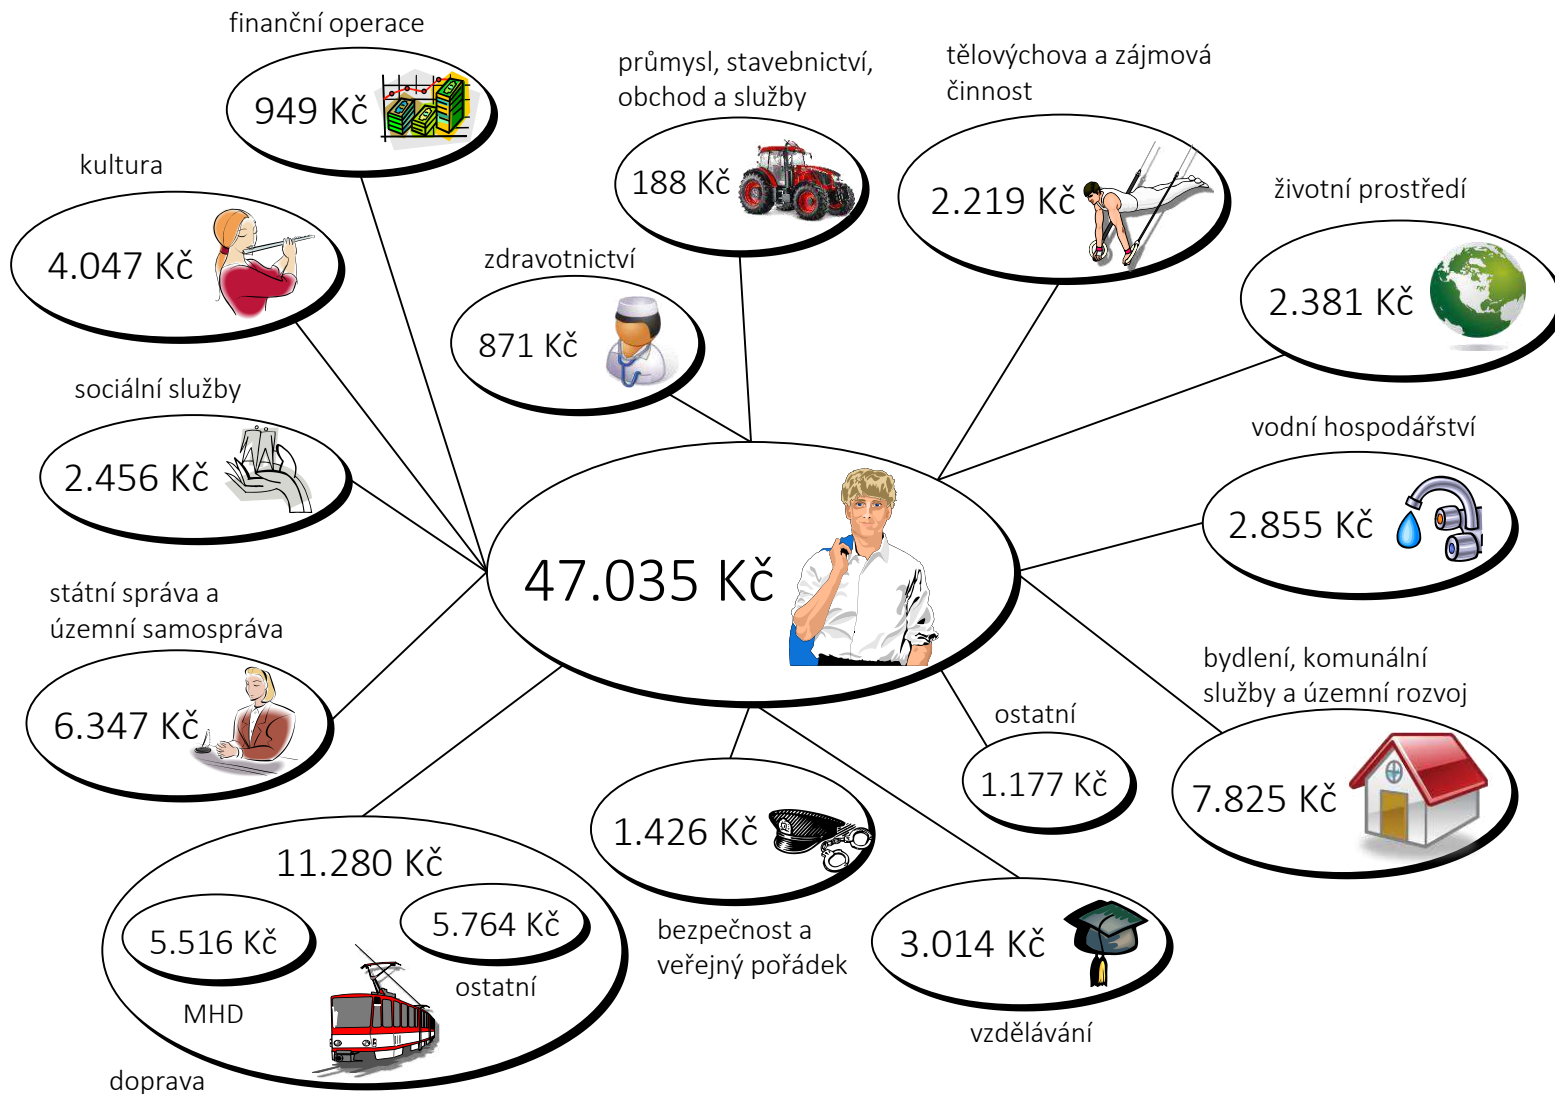 finanční operace
949 Kč
průmysl, stavebnictví,
obchod a služby
188 Kč
tělovýchova a zájmová
činnost
2.219 Kč
kultura
4.047 Kč
životní prostředí
2.381 Kč
zdravotnictví
871 Kč
sociální služby
2.456 Kč
vodní hospodářství
2.855 Kč
47.035 Kč
státní správa a
územní samospráva
6.347 Kč
bydlení, komunální
služby a územní rozvoj
7.825 Kč
ostatní
1.177 Kč
1.426 Kč
bezpečnost a
veřejný pořádek
11.280 Kč
5.516 Kč
MHD
5.764 Kč
ostatní
doprava
3.014 Kč
vzdělávání